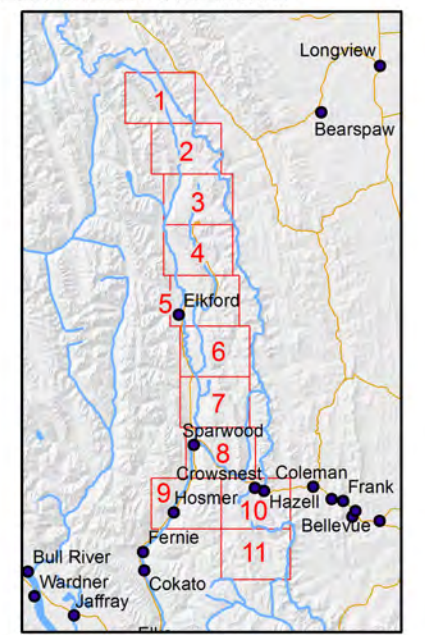 Longview
Bearspaw
1
2
3
4
5 Elkford
6
7
Sparwood
8
Crowsnest Coleman
9 Hosmer 10 Hazell Frank
Bellevue
Fernie
11
Bull River
Cokato
Wardner
Jaffray